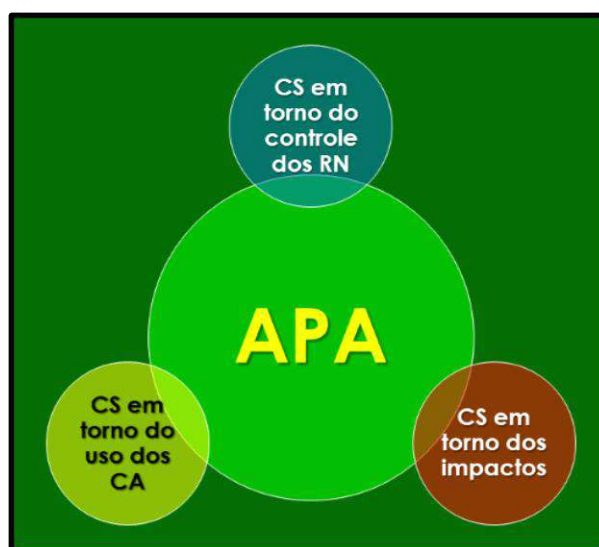 CS em
torno do
controle
dos RN
APA
CS em
torno do
uso dos
CA
CS em
torno dos
impactos